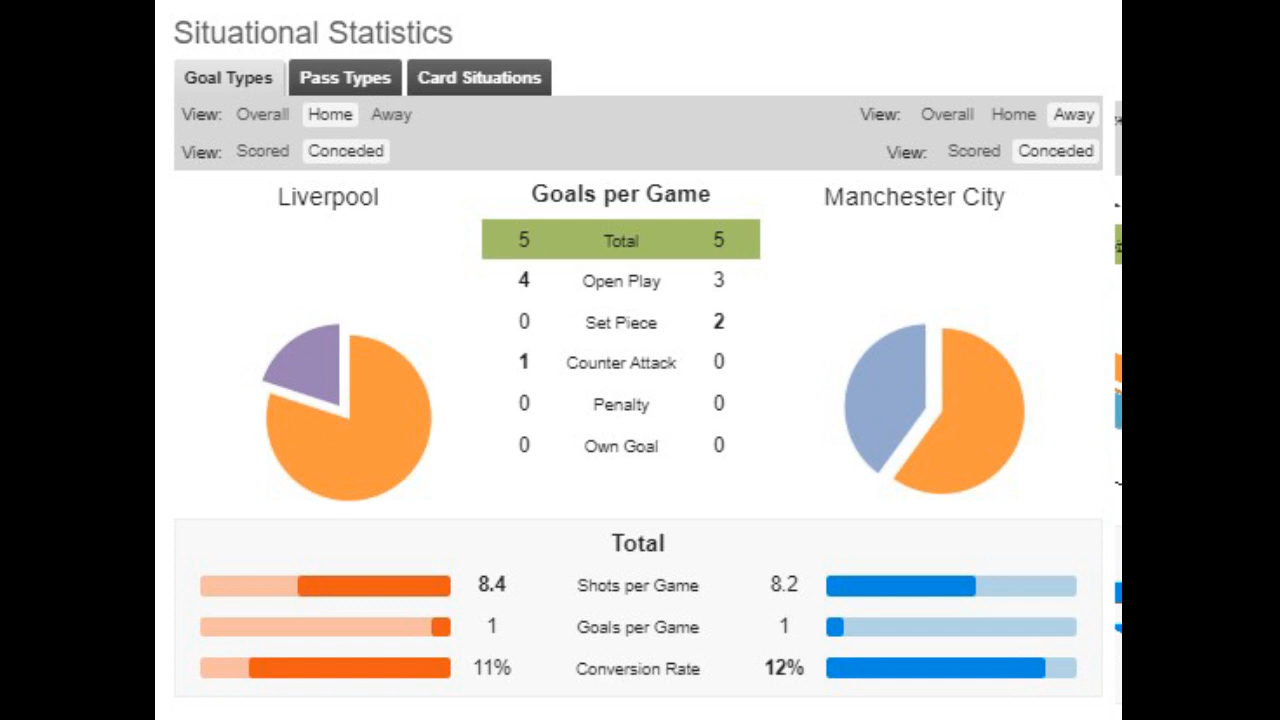 Situational Statistics
Goal Types Pass Types Card Situations
View: Overall Home Away View: Overall Home Away
View: Scored Conceded View: Scored Conceded
Liverpool Goals per Game Manchester City
5 Total 5
4 Open Play 3
0 Set Piece 2
1 Counter Attack 0
0 Penalty 0
0 Own Goal 0
Total
8.4 Shots per Game 8.2
1 Goals per Game 1
11% Conversion Rate 12%